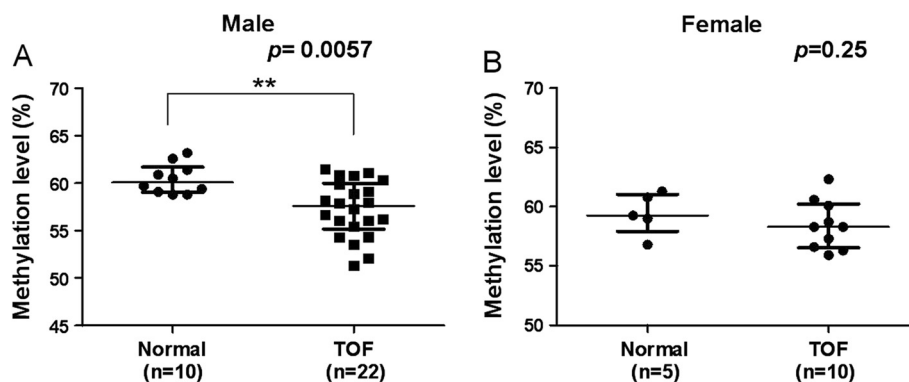 Male
A
p= 0.0057
**
Methylation level (%)
70
65
60
55
50
45
Normal
(n=10)
TOF
(n=22)
Female
B
p=0.25
Methylation level (%)
70
65
60
55
50
Normal
(n=5)
TOF
(n=10)